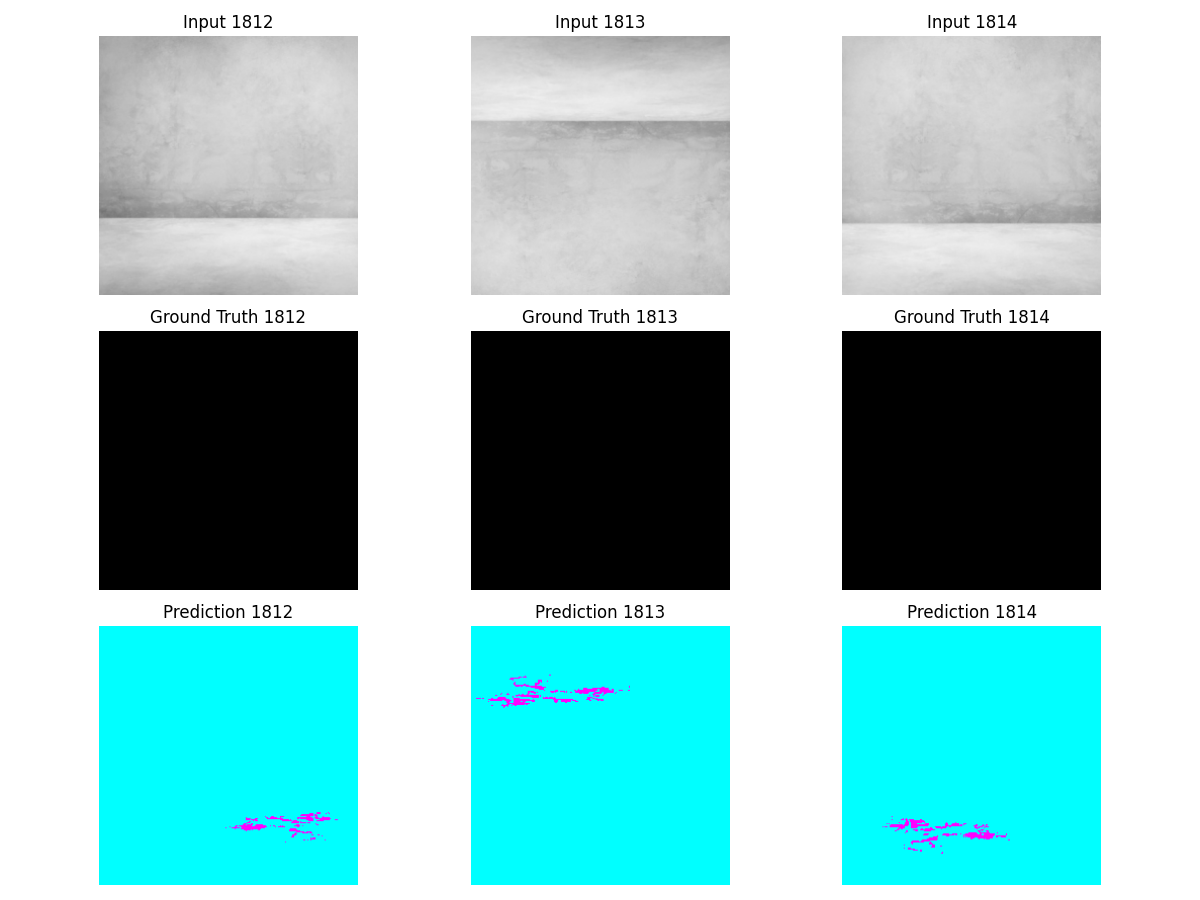 Input 1812
Input 1813
Input 1814
Ground Truth 1812
Ground Truth 1813
Ground Truth 1814
Prediction 1812
Prediction 1813
Prediction 1814